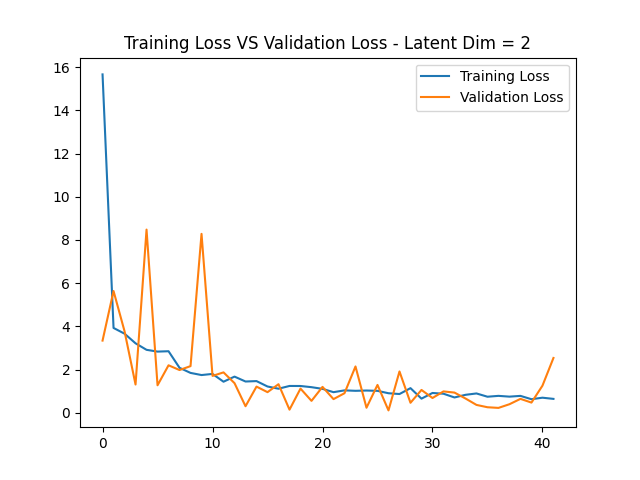 Training Loss VS Validation Loss - Latent Dim = 2
Training Loss
Validation Loss
16
14
12
10
8
6
4
2
0
0 10 20 30 40